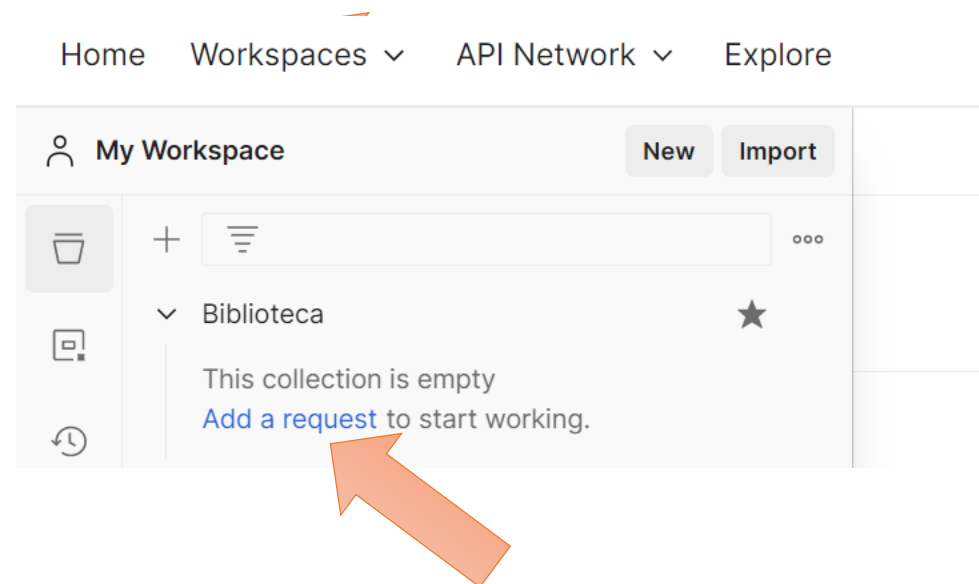 Home Workspaces API Network Explore
My Workspace New Import
Biblioteca
This collection is empty
Add a request to start working.